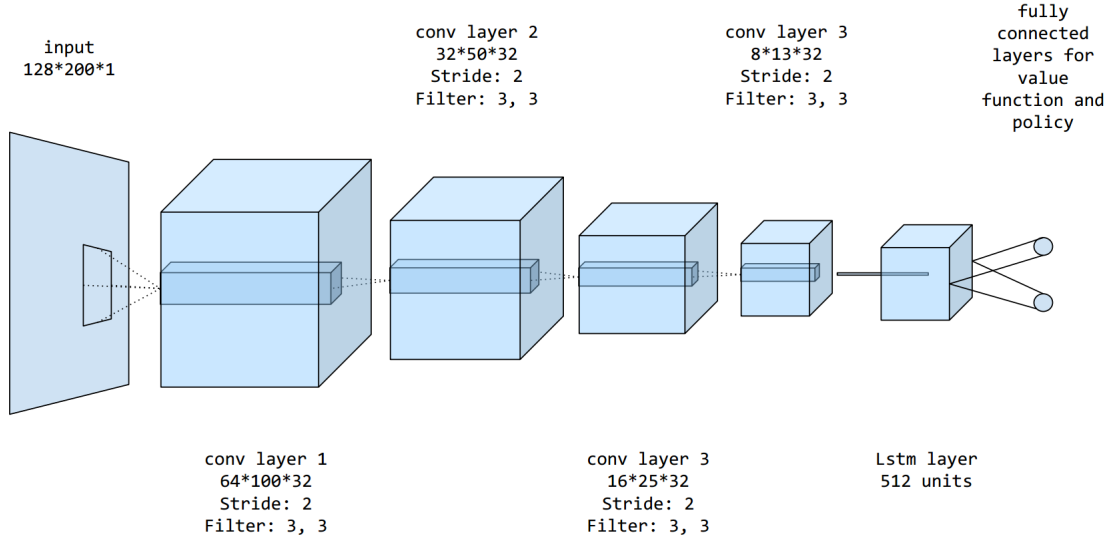 input
128*200*1
conv layer 1
64*100*32
Stride: 2
Filter: 3, 3
conv layer 2
32*50*32
Stride: 2
Filter: 3, 3
conv layer 3
16*25*32
Stride: 2
Filter: 3, 3
conv layer 3
8*13*32
Stride: 2
Filter: 3, 3
Lstm layer
512 units
fully
connected
layers for
value
function and
policy